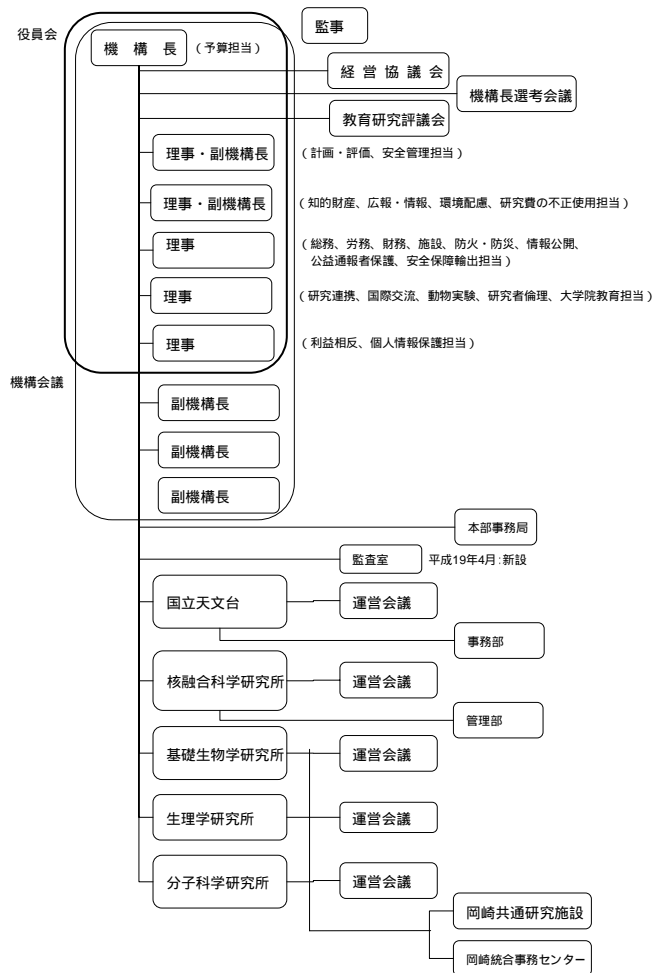 役員会
監事
機構長
（予算担当）
経営協議会
機構長選考会議
教育研究評議会
理事・副機構長
（計画・評価、安全管理担当）
理事・副機構長
（知的財産、広報・情報、環境配慮、研究費の不正使用担当）
理事
（総務、労務、財務、施設、防火・防災、情報公開、
公益通報者保護、安全保障輸出担当）
理事
（研究連携、国際交流、動物実験、研究者倫理、大学院教育担当）
理事
（利益相反、個人情報保護担当）
機構会議
副機構長
副機構長
副機構長
本部事務局
監査室
平成19年4月：新設
国立天文台
運営会議
事務部
核融合科学研究所
運営会議
管理部
基礎生物学研究所
運営会議
生理学研究所
運営会議
分子科学研究所
運営会議
岡崎共通研究施設
岡崎統合事務センター